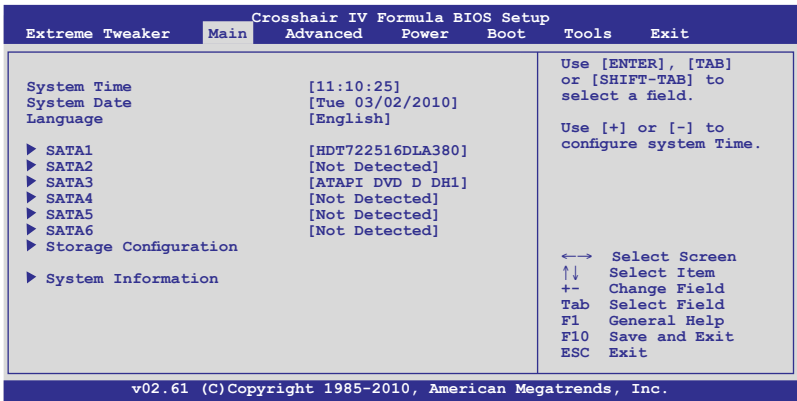 Crosshair IV Formula BIOS Setup
Extreme Tweaker Main Advanced Power Boot Tools Exit
System Time [11:10:25]
System Date [Tue 03/02/2010]
Language [English]
SATA1 [HDT722516DLA380]
SATA2 [Not Detected]
SATA3 [ATAPI DVD D DH1]
SATA4 [Not Detected]
SATA5 [Not Detected]
SATA6 [Not Detected]
Storage Configuration
System Information
Use [ENTER], [TAB]
or [SHIFT-TAB] to
select a field.
Use [+] or [-] to
configure system Time.
←→ Select Screen
↑↓ Select Item
+- Change Field
Tab Select Field
F1 General Help
F10 Save and Exit
ESC Exit
v02.61 (C)Copyright 1985-2010, American Megatrends, Inc.